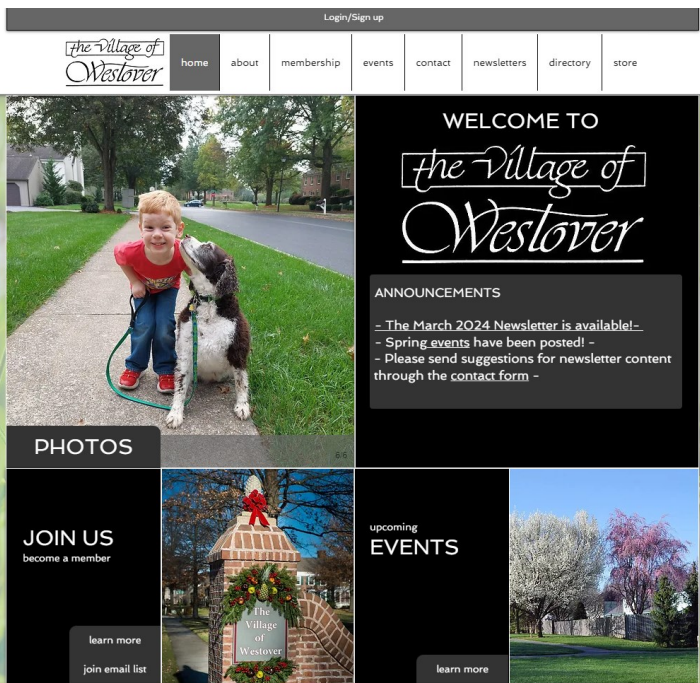 Login/Sign up
the Village of
Westover
home
about
membership
events
contact
newsletters
directory
store
WELCOME TO
the Village of
Westover
ANNOUNCEMENTS
- The March 2024 Newsletter is available!-
- Spring events have been posted! -
- Please send suggestions for newsletter content
through the contact form -
PHOTOS
6/6
JOIN US
become a member
learn more
join email list
The
Village
of
Westover
upcoming
EVENTS
learn more